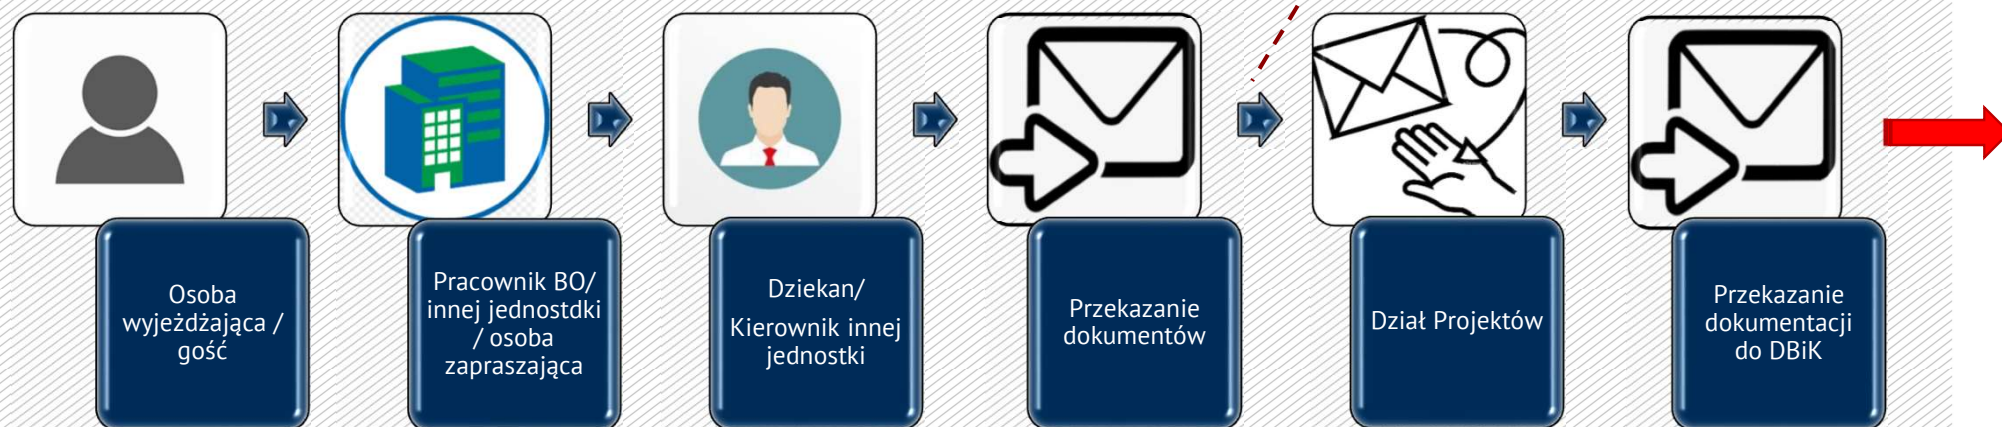 Osoba
wyjeżdżająca /
gość
Pracownik BO/
innej jednostdki
/ osoba
zapraszająca
Dziekan/
Kierownik innej
jednostki
Przekazanie
dokumentów
Dział Projektów
Przekazanie
dokumentacji
do DBiK